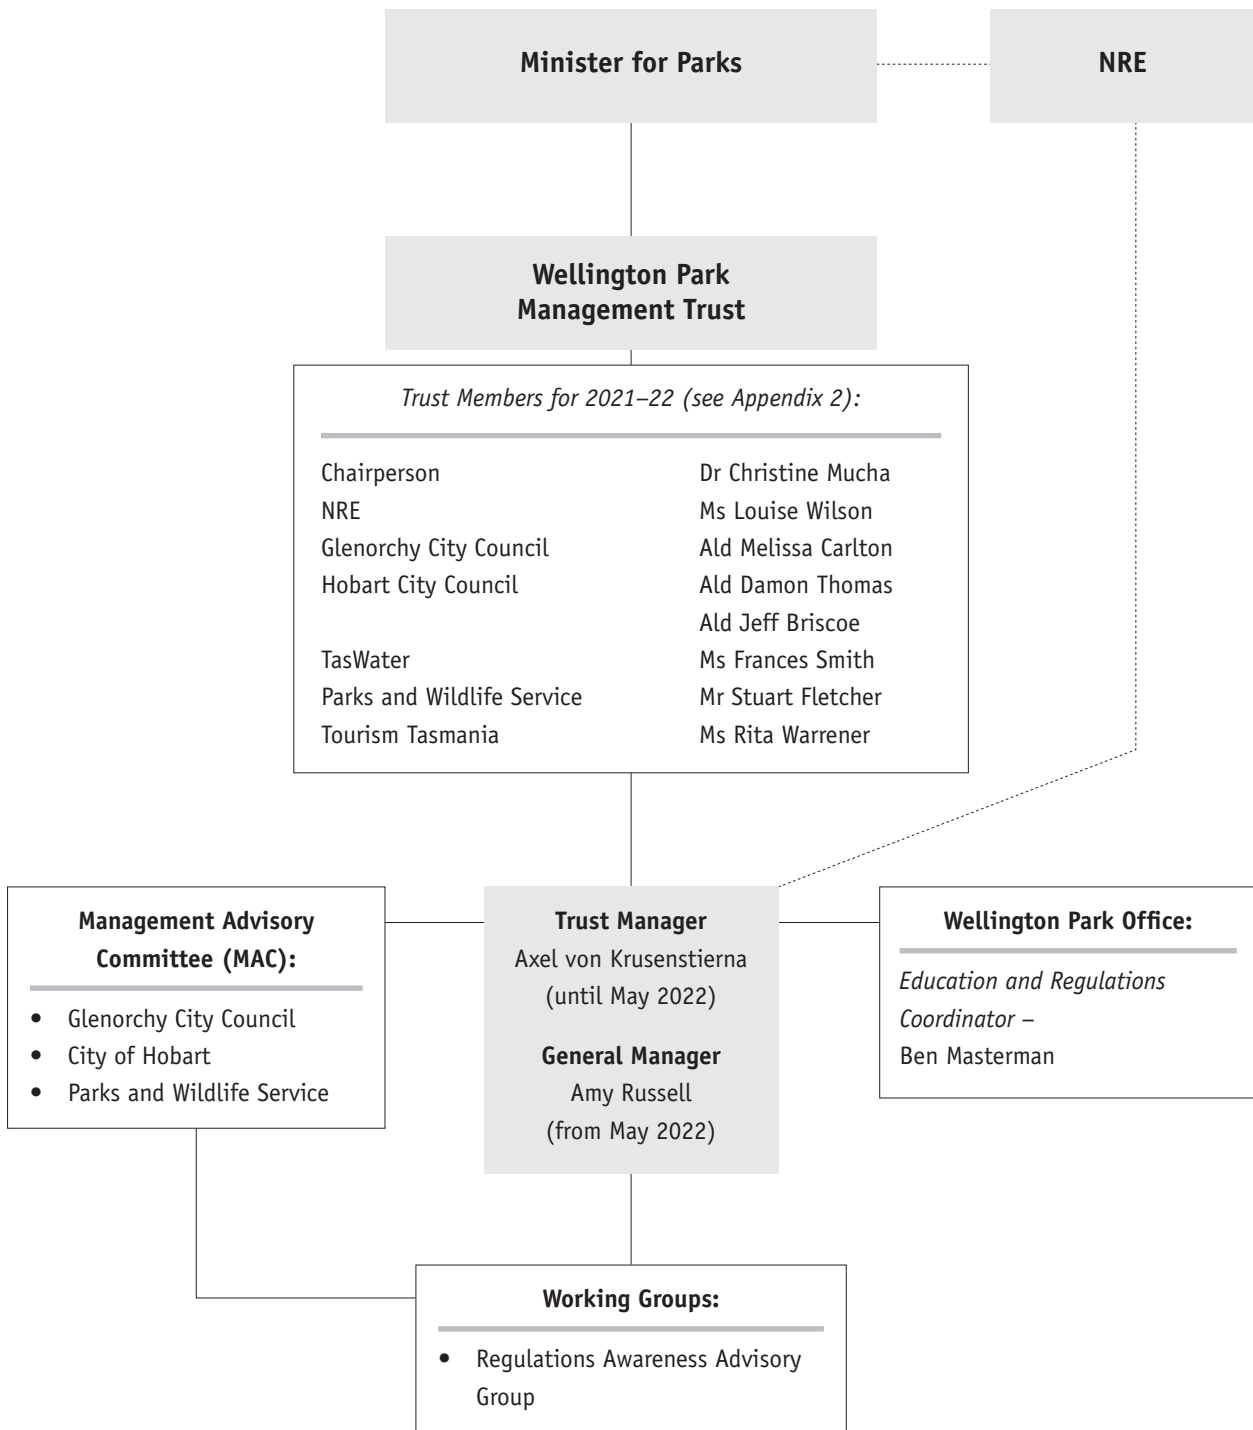 Minister for Parks
NRE
Wellington Park
Management Trust
Trust Members for 2021–22 (see Appendix 2):
Chairperson Dr Christine Mucha
NRE Ms Louise Wilson
Glenorchy City Council Ald Melissa Carlton
Hobart City Council Ald Damon Thomas
Ald Jeff Briscoe
TasWater Ms Frances Smith
Parks and Wildlife Service Mr Stuart Fletcher
Tourism Tasmania Ms Rita Warrener
Management Advisory
Committee (MAC):
• Glenorchy City Council
• City of Hobart
• Parks and Wildlife Service
Trust Manager
Axel von Krusenstierna
(until May 2022)
General Manager
Amy Russell
(from May 2022)
Wellington Park Office:
Education and Regulations
Coordinator –
Ben Masterman
Working Groups:
• Regulations Awareness Advisory
Group